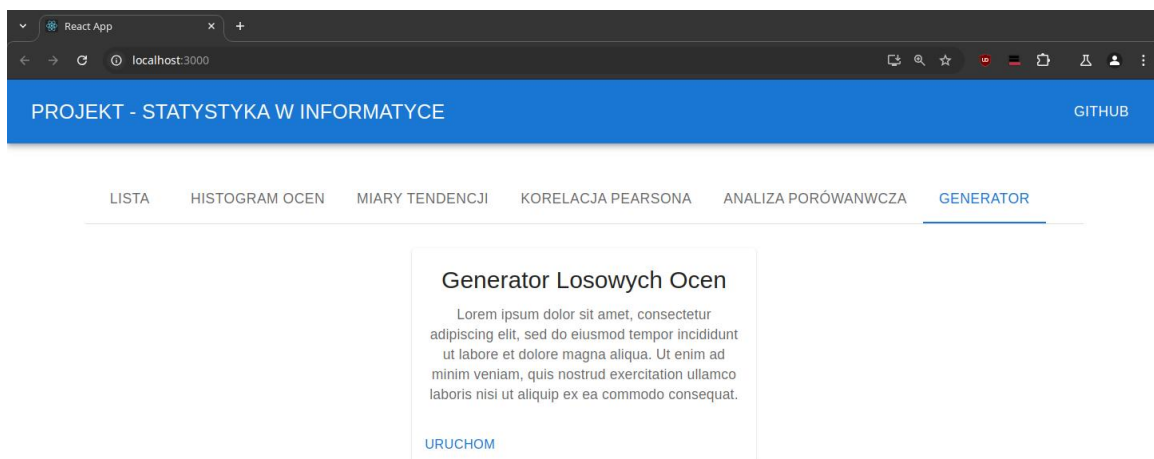 React App
localhost:3000
PROJEKT - STATYSTYKA W INFORMATYCE
GITHUB
LISTA HISTOGRAM OCEN MIARY TENDENCJI KORELACJA PEARSONA ANALIZA PORÓWANWCZA GENERATOR
Generator Losowych Ocen
Lorem ipsum dolor sit amet, consectetur
adipiscing elit, sed do eiusmod tempor incididunt
ut labore et dolore magna aliqua. Ut enim ad
minim veniam, quis nostrud exercitation ullamco
laboris nisi ut aliquip ex ea commodo consequat.
URUCHOM